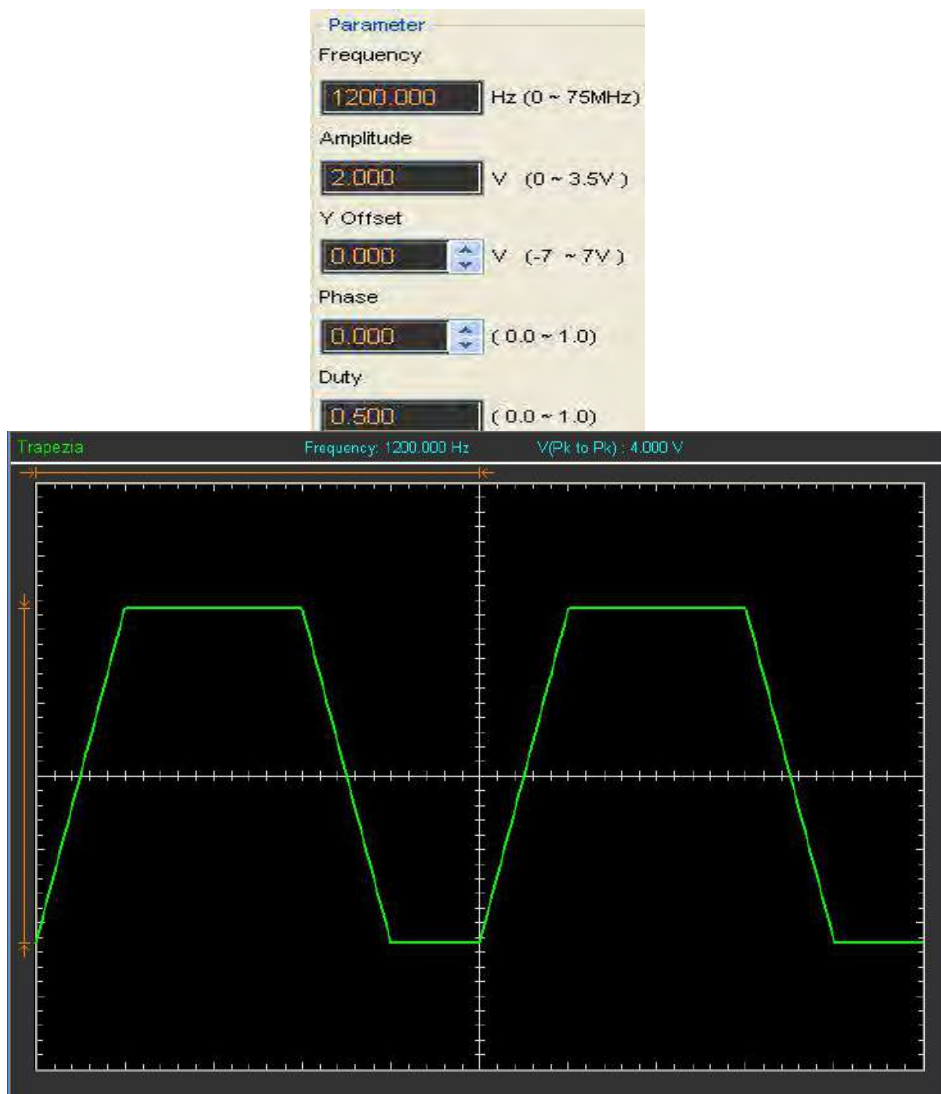 Parameter
Frequency
1200.000 Hz (0 ~ 75MHz)
Amplitude
2.000 V (0 ~ 3.5V )
Y Offset
0.000 V (-7 ~ 7V )
Phase
0.000 ( 0.0 ~ 1.0)
Duty
0.500 ( 0.0 ~ 1.0)
Trapezia Frequency: 1200.000 Hz V(Pk to Pk) : 4.000 V